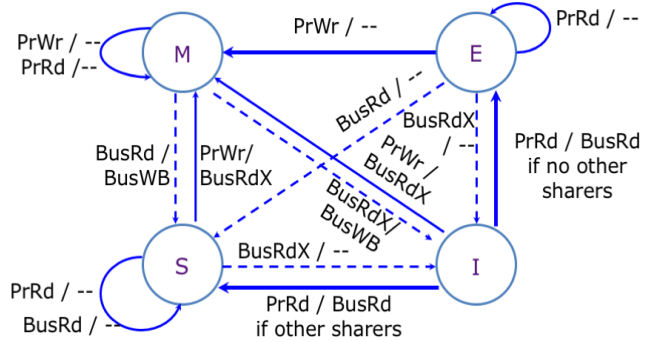 PrWr / --
PrRd / --
PrWr / --
PrRd /--
M
E
BusRd / --
BusRdX
/ --
PrRd / BusRd
if no other
sharers
BusRd /
BusWB
PrWr/
BusRdX
PrWr /
BusRdX
BusRdX/
BusWB
S
BusRdX / --
I
PrRd / --
BusRd / --
PrRd / BusRd
if other sharers